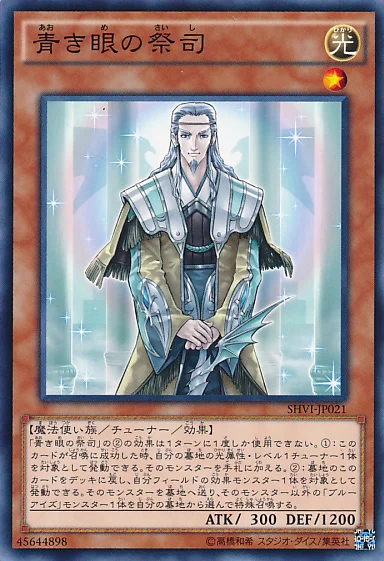 青き眼の祭司
光
SHVI-JP021
【魔法使い族／チューナー／効果】
「青き眼の祭司」の②の効果は1ターンに1度しか使用できない。①：この
カードが召喚に成功した時、自分の墓地の光属性・レベル1チューナー1体
を対象として発動できる。そのモンスターを手札に加える。②：墓地のこの
カードをデッキに戻し、自分フィールドの効果モンスター1体を対象として
発動できる。そのモンスターを墓地へ送り、そのモンスター以外の「ブルー
アイズ」モンスター1体を自分の墓地から選んで特殊召喚する。
ATK/ 300 DEF/1200
45644898
©高橋和希 スタジオ・ダイス/集英社